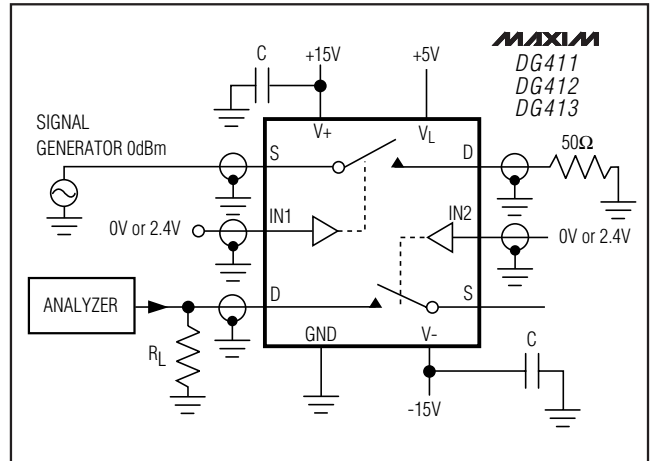 MAXIM
DG411
DG412
DG413
C
+15V
+5V
SIGNAL
GENERATOR 0dBm
V+
VL
S
D
50Ω
IN1
IN2
0V or 2.4V
0V or 2.4V
D
S
ANALYZER
GND
V-
C
RL
-15V